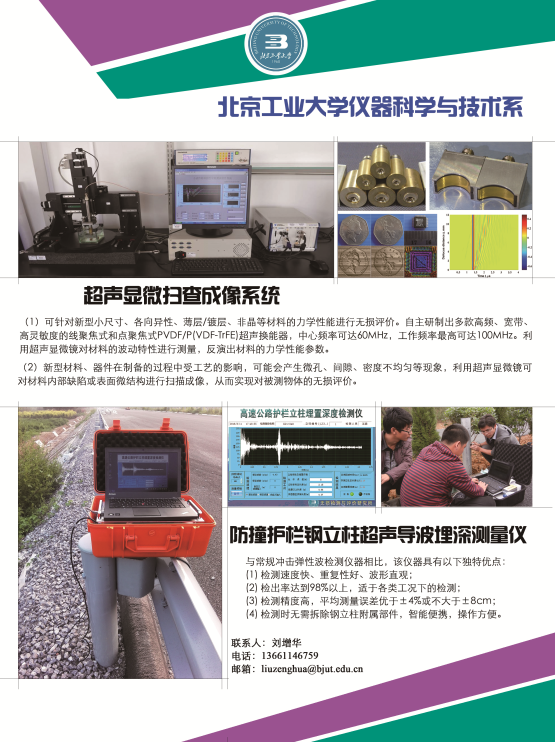 北京工业大学仪器科学与技术系
超声显微扫查成像系统
（1）可针对新型小尺寸、各向异性、薄层/镀层、非晶等材料的力学性能进行无损评价。自主研制出多款高频、宽带、
高灵敏度的线聚焦式和点聚焦式PVDF/P(VDF-TrFE)超声换能器，中心频率可达60MHz，工作频率最高可达100MHz。利
用超声显微镜对材料的波动特性进行测量，反演出材料的力学性能参数。
（2）新型材料、器件在制备的过程中受工艺的影响，可能会产生微孔、间隙、密度不均匀等现象，利用超声显微镜可
对材料内部缺陷或表面微结构进行扫描成像，从而实现对被测物体的无损评价。
高速公路护栏立柱埋置深度检测仪
防撞护栏钢立柱超声导波埋深测量仪
与常规冲击弹性波检测仪器相比，该仪器具有以下独特优点：
(1) 检测速度快、重复性好、波形直观；
(2) 检出率达到98%以上，适于各类工况下的检测；
(3) 检测精度高，平均测量误差优于±4%或不大于±8cm；
(4) 检测时无需拆除钢立柱附属部件，智能便携，操作方便。
联系人：刘增华
电话：13661146759
邮箱：liuzenghua@bjut.edu.cn